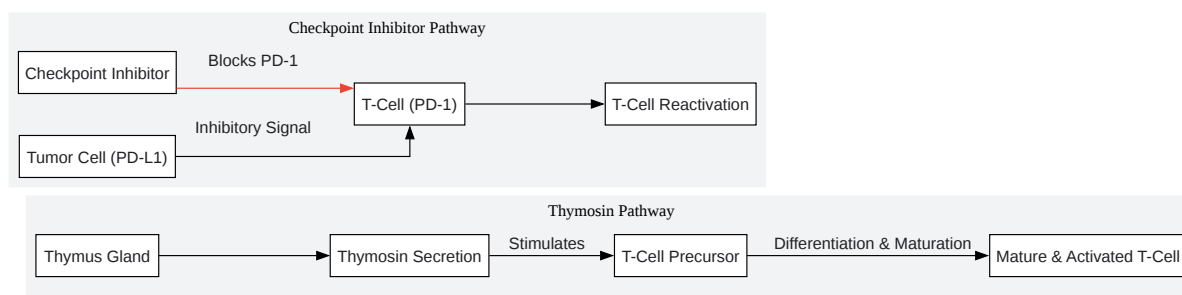 Checkpoint Inhibitor Pathway
Checkpoint Inhibitor
Blocks PD-1
T-Cell (PD-1)
T-Cell Reactivation
Inhibitory Signal
Tumor Cell (PD-L1)
Thymosin Pathway
Thymus Gland
Thymosin Secretion
Stimulates
T-Cell Precursor
Differentiation & Maturation
Mature & Activated T-Cell